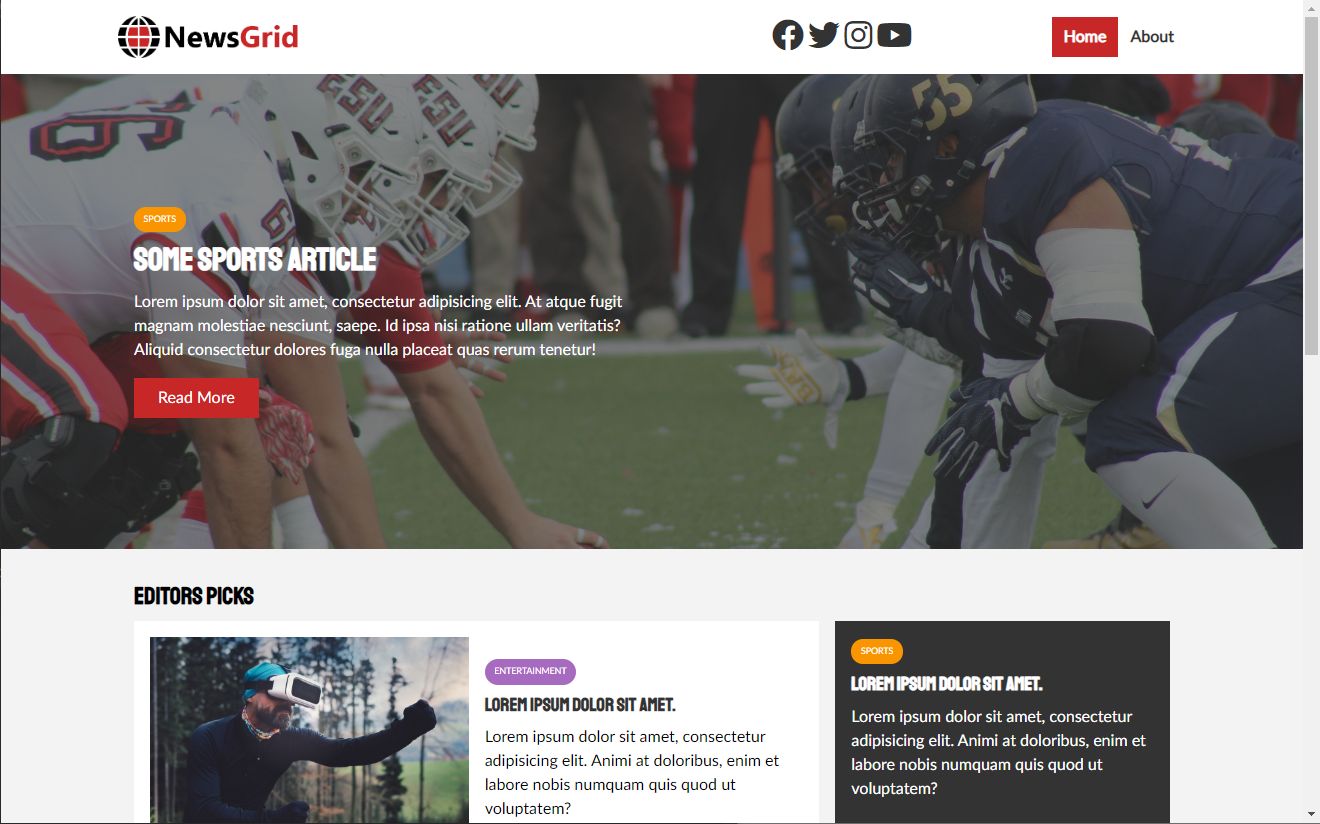 NewsGrid
Home
About
55
FSU
FSU
SPORTS
SOME SPORTS ARTICLE
Lorem ipsum dolor sit amet, consectetur adipisicing elit. At atque fugit
magnam molestiae nesciunt, saepe. Id ipsa nisi ratione ullam veritatis?
Aliquid consectetur dolores fuga nulla placeat quas rerum tenetur!
Read More
EDITORS PICKS
ENTERTAINMENT
LOREM IPSUM DOLOR SIT AMET.
Lorem ipsum dolor sit amet, consectetur
adipisicing elit. Animi at doloribus, enim et
labore nobis numquam quis quod ut
voluptatem?
SPORTS
LOREM IPSUM DOLOR SIT AMET.
Lorem ipsum dolor sit amet, consectetur
adipisicing elit. Animi at doloribus, enim et
labore nobis numquam quis quod ut
voluptatem?